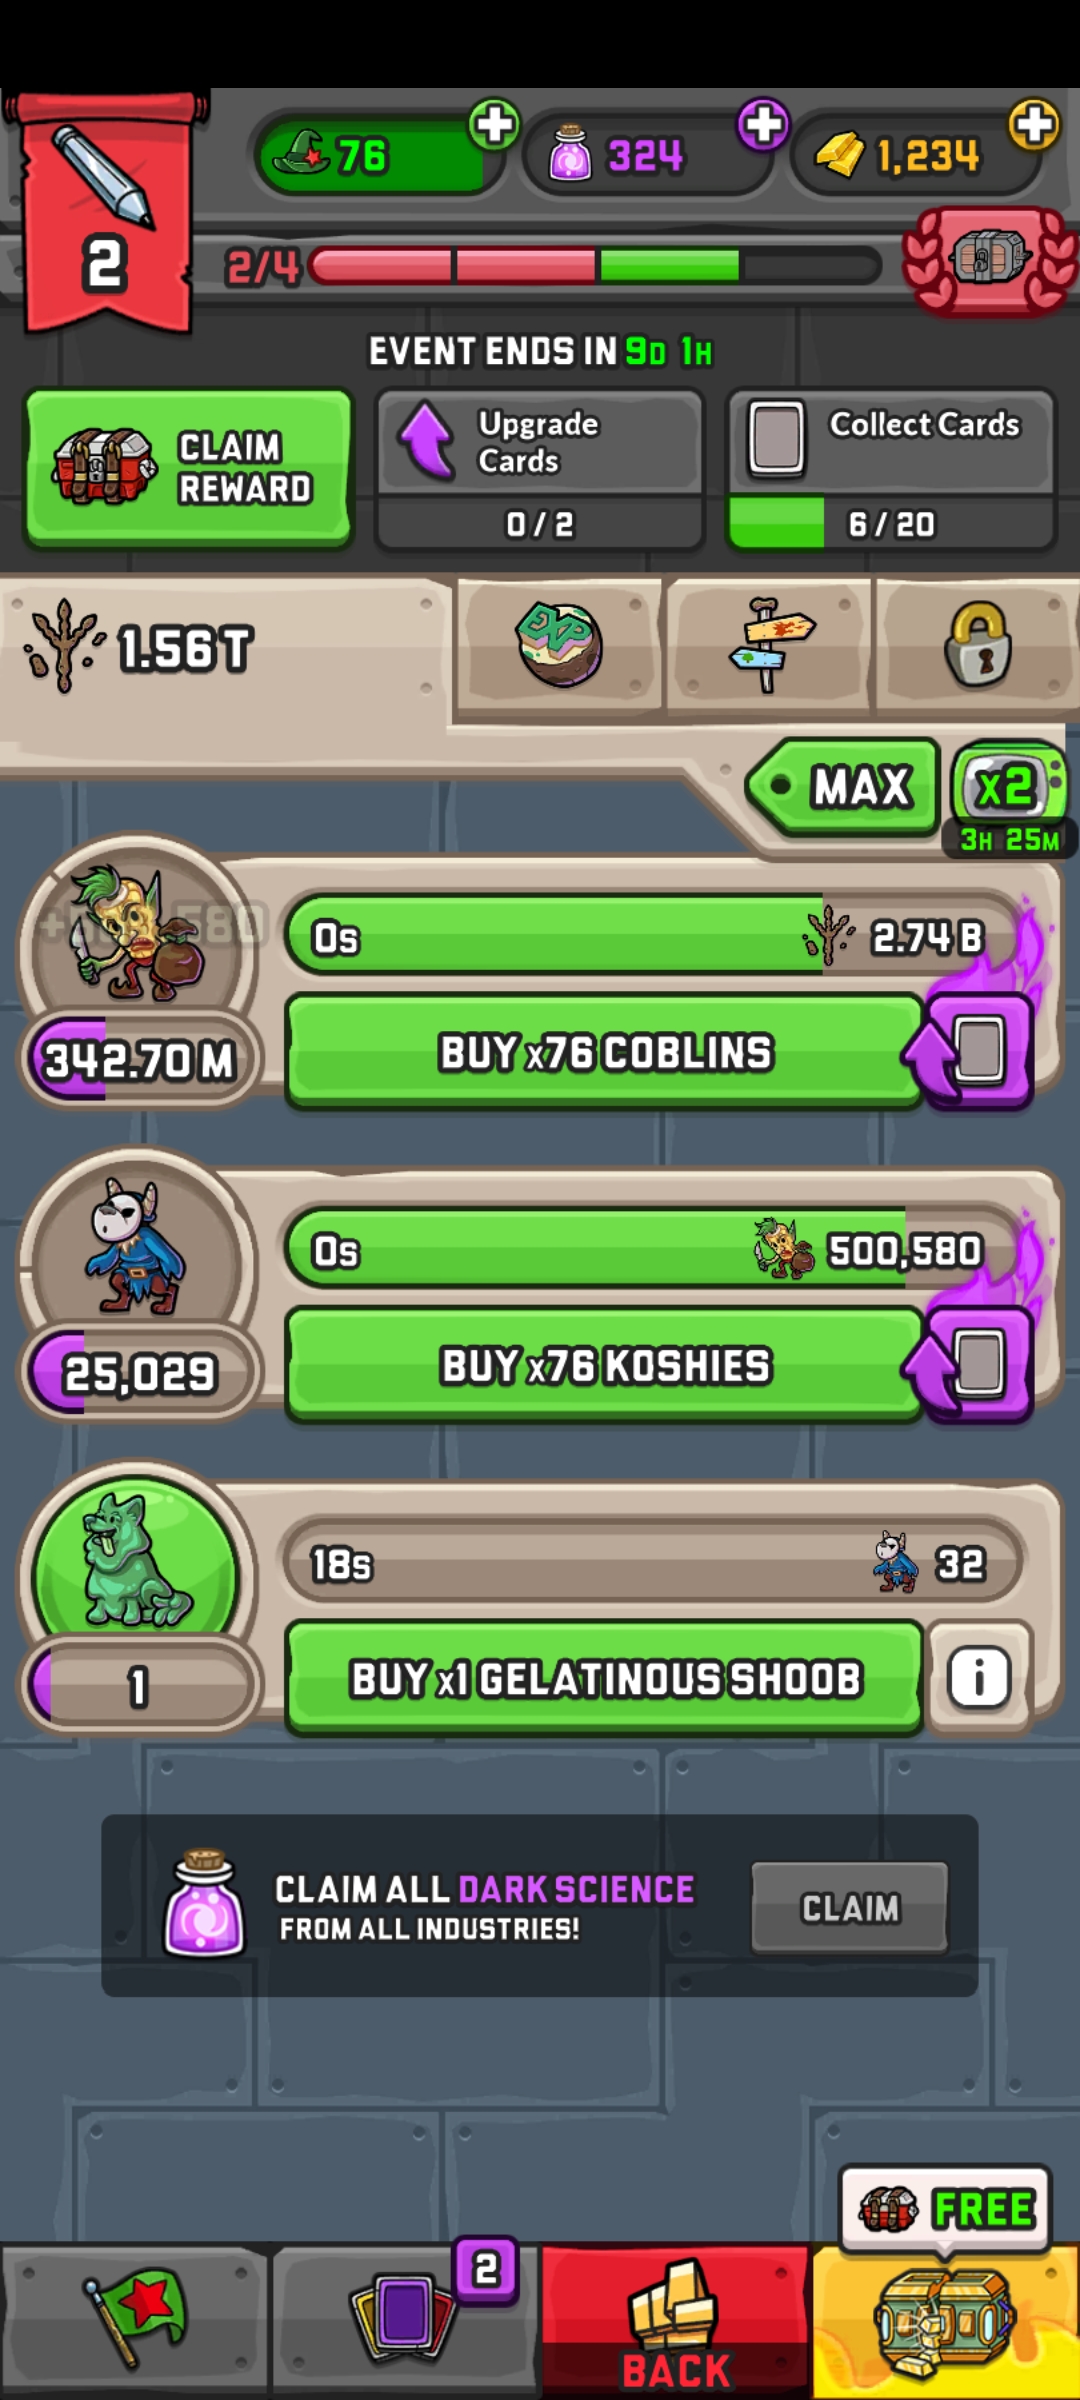 76
324
1,234
2
2/4
EVENT ENDS IN 9D 1H
CLAIM
REWARD
Upgrade
Cards
0 / 2
Collect Cards
6 / 20
1.56 T
EXP
MAX
x2
3H 25M
0s
2.74 B
342.70 M
BUY x76 COBLINS
0s
500,580
25,029
BUY x76 KOSHIES
18s
32
1
BUY x1 GELATINOUS SHOOB
i
CLAIM ALL DARK SCIENCE
FROM ALL INDUSTRIES!
CLAIM
FREE
2
BACK